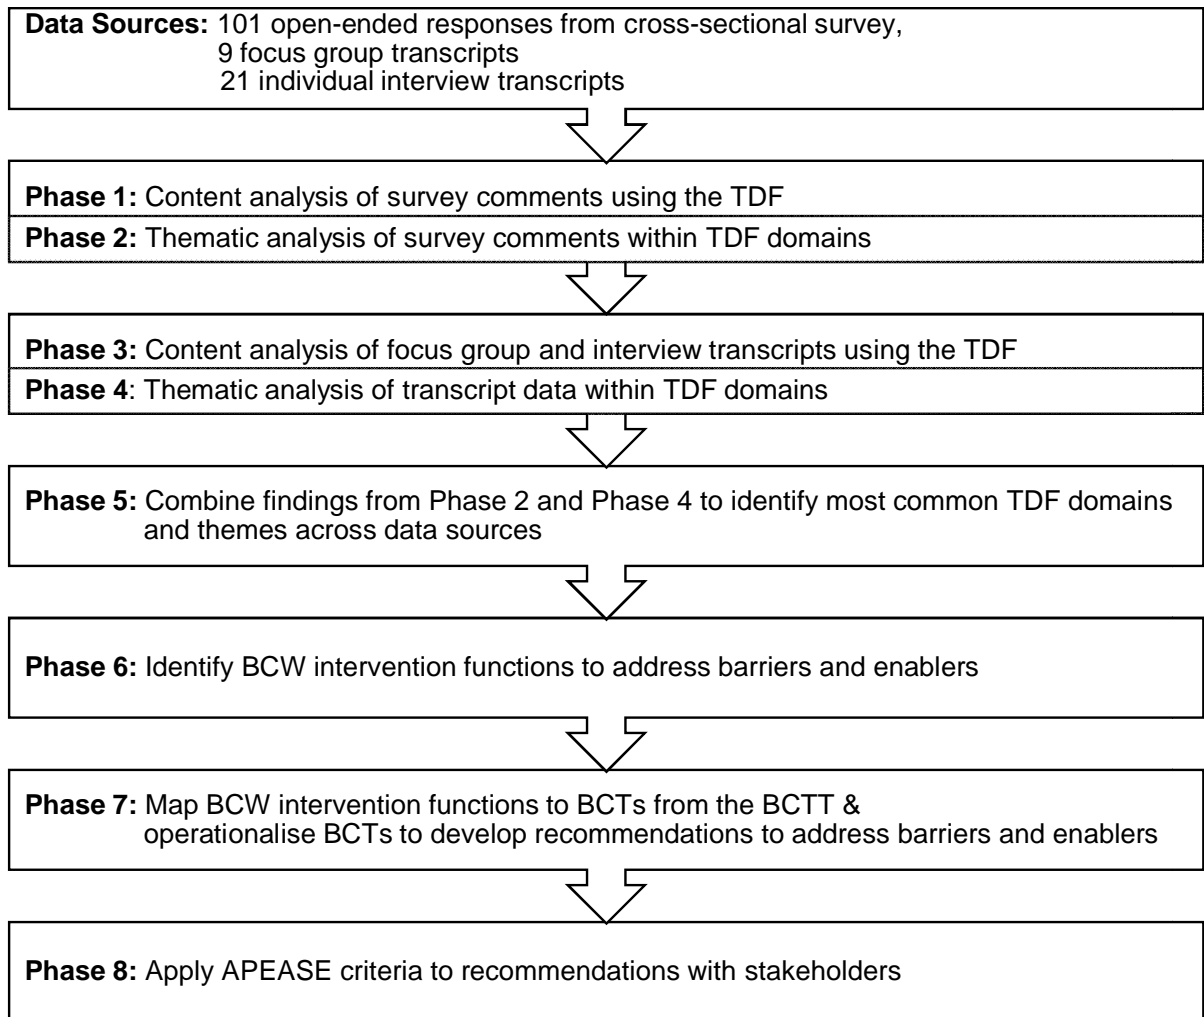 Data Sources: 101 open-ended responses from cross-sectional survey,
9 focus group transcripts
21 individual interview transcripts
Phase 1: Content analysis of survey comments using the TDF
Phase 2: Thematic analysis of survey comments within TDF domains
Phase 3: Content analysis of focus group and interview transcripts using the TDF
Phase 4: Thematic analysis of transcript data within TDF domains
Phase 5: Combine findings from Phase 2 and Phase 4 to identify most common TDF domains
and themes across data sources
Phase 6: Identify BCW intervention functions to address barriers and enablers
Phase 7: Map BCW intervention functions to BCTs from the BCTT &
operationalise BCTs to develop recommendations to address barriers and enablers
Phase 8: Apply APEASE criteria to recommendations with stakeholders